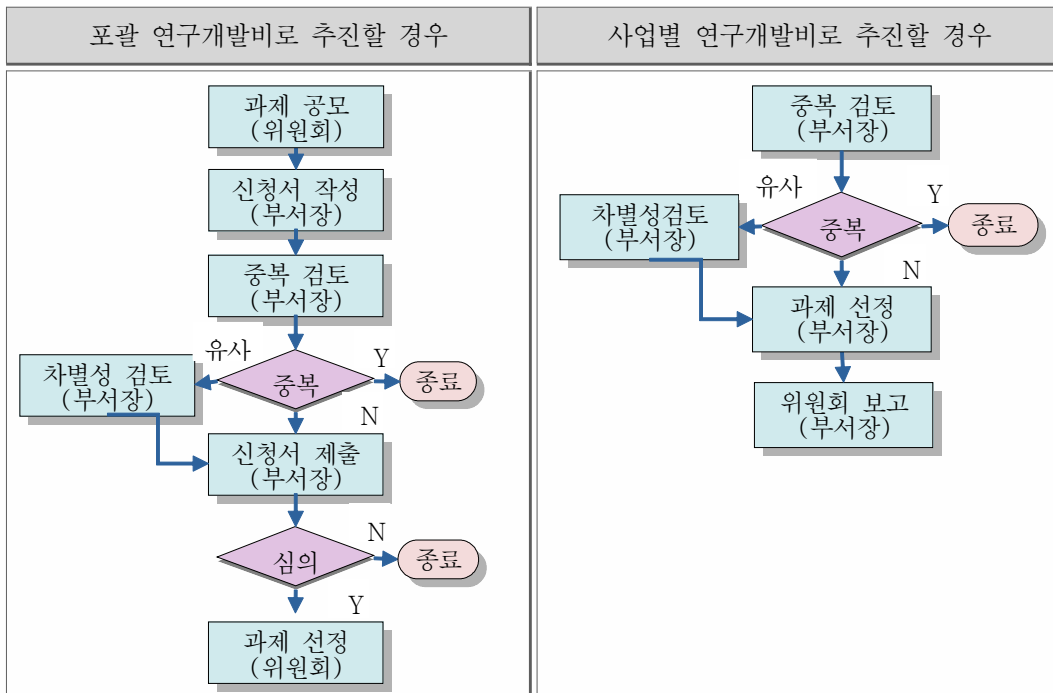 포괄 연구개발비로 추진할 경우
과제 공모
(위원회)
신청서 작성
(부서장)
중복 검토
(부서장)
유사
차별성 검토
(부서장)
중복
Y
종료
N
신청서 제출
(부서장)
심의
N
종료
Y
과제 선정
(위원회)
사업별 연구개발비로 추진할 경우
중복 검토
(부서장)
유사
차별성검토
(부서장)
중복
Y
종료
N
과제 선정
(부서장)
위원회 보고
(부서장)